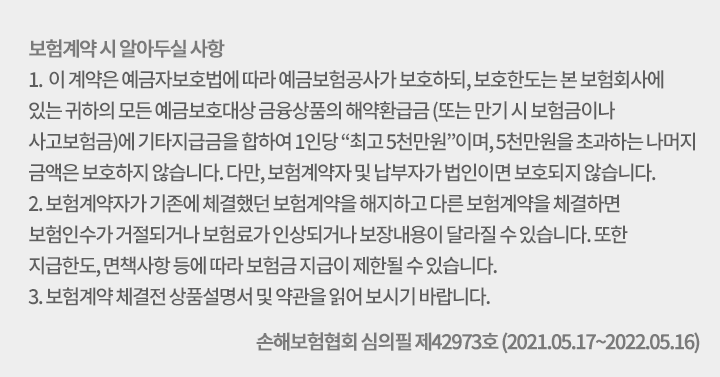 보험계약 시 알아두실 사항
1. 이 계약은 예금자보호법에 따라 예금보험공사가 보호하되, 보호한도는 본 보험회사에
있는 귀하의 모든 예금보호대상 금융상품의 해약환급금 (또는 만기 시 보험금이나
사고보험금)에 기타지급금을 합하여 1인당 “최고 5천만원”이며, 5천만원을 초과하는 나머지
금액은 보호하지 않습니다. 다만, 보험계약자 및 납부자가 법인이면 보호되지 않습니다.
2. 보험계약자가 기존에 체결했던 보험계약을 해지하고 다른 보험계약을 체결하면
보험인수가 거절되거나 보험료가 인상되거나 보장내용이 달라질 수 있습니다. 또한
지급한도, 면책사항 등에 따라 보험금 지급이 제한될 수 있습니다.
3. 보험계약 체결전 상품설명서 및 약관을 읽어 보시기 바랍니다.
손해보험협회 심의필 제42973호 (2021.05.17~2022.05.16)